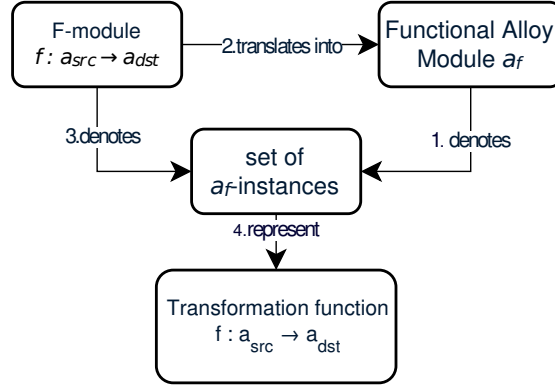 F-module
f : a_src → a_dst
2.translates into
Functional Alloy
Module a_f
3.denotes
1. denotes
set of
a_f-instances
4.represent
Transformation function
f : a_src → a_dst